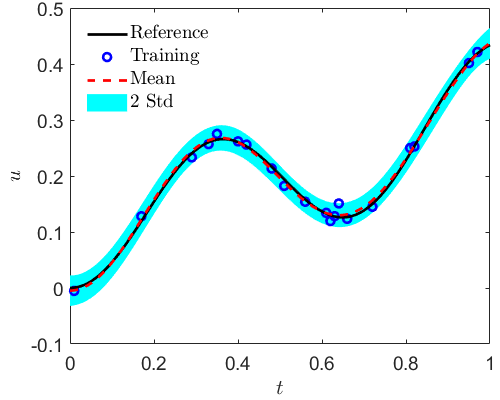 0.5
0.4
0.3
0.2
0.1
0
-0.1
u
Reference
Training
Mean
2 Std
0 0.2 0.4 0.6 0.8 1
t